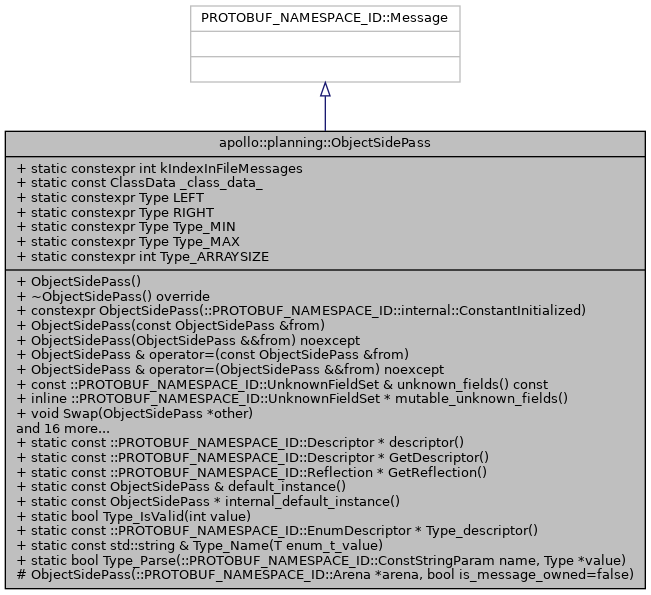 PROTOBUF_NAMESPACE_ID::Message
apollo::planning::ObjectSidePass
+ static constexpr int kIndexInFileMessages
+ static const ClassData _class_data_
+ static constexpr Type LEFT
+ static constexpr Type RIGHT
+ static constexpr Type Type_MIN
+ static constexpr Type Type_MAX
+ static constexpr int Type_ARRAYSIZE
+ ObjectSidePass()
+ ~ObjectSidePass() override
+ constexpr ObjectSidePass(::PROTOBUF_NAMESPACE_ID::internal::ConstantInitialized)
+ ObjectSidePass(const ObjectSidePass &from)
+ ObjectSidePass(ObjectSidePass &&from) noexcept
+ ObjectSidePass & operator=(const ObjectSidePass &from)
+ ObjectSidePass & operator=(ObjectSidePass &&from) noexcept
+ const ::PROTOBUF_NAMESPACE_ID::UnknownFieldSet & unknown_fields() const
+ inline ::PROTOBUF_NAMESPACE_ID::UnknownFieldSet * mutable_unknown_fields()
+ void Swap(ObjectSidePass *other)
and 16 more...
+ static const ::PROTOBUF_NAMESPACE_ID::Descriptor * descriptor()
+ static const ::PROTOBUF_NAMESPACE_ID::Descriptor * GetDescriptor()
+ static const ::PROTOBUF_NAMESPACE_ID::Reflection * GetReflection()
+ static const ObjectSidePass & default_instance()
+ static const ObjectSidePass * internal_default_instance()
+ static bool Type_IsValid(int value)
+ static const ::PROTOBUF_NAMESPACE_ID::EnumDescriptor * Type_descriptor()
+ static const std::string & Type_Name(T enum_t_value)
+ static bool Type_Parse(::PROTOBUF_NAMESPACE_ID::ConstStringParam name, Type *value)
# ObjectSidePass(::PROTOBUF_NAMESPACE_ID::Arena *arena, bool is_message_owned=false)